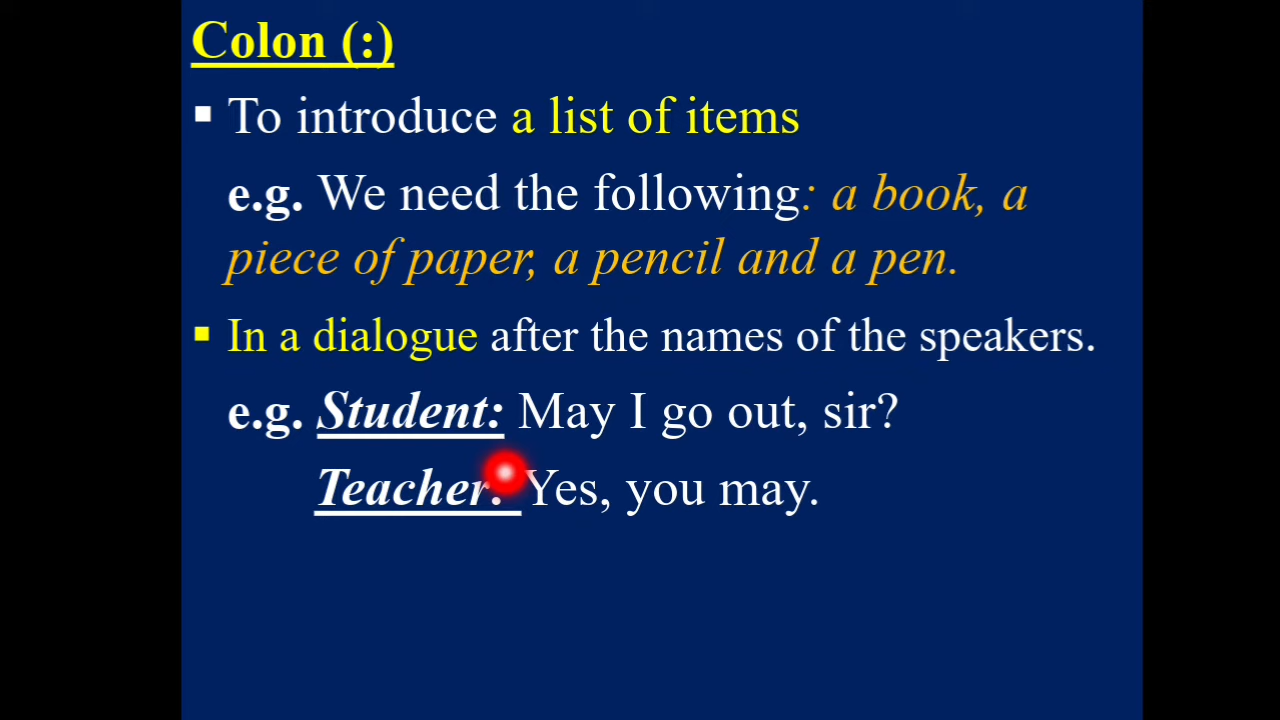 Colon (:)
▪ To introduce a list of items
e.g. We need the following: a book, a
piece of paper, a pencil and a pen.
▪ In a dialogue after the names of the speakers.
e.g. Student: May I go out, sir?
Teacher: Yes, you may.